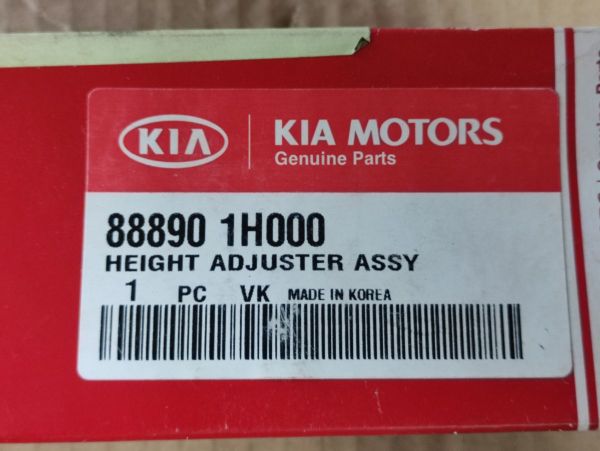 KIA
KIA MOTORS
Genuine Parts
88890 1H000
HEIGHT ADJUSTER ASSY
1 PC VK MADE IN KOREA